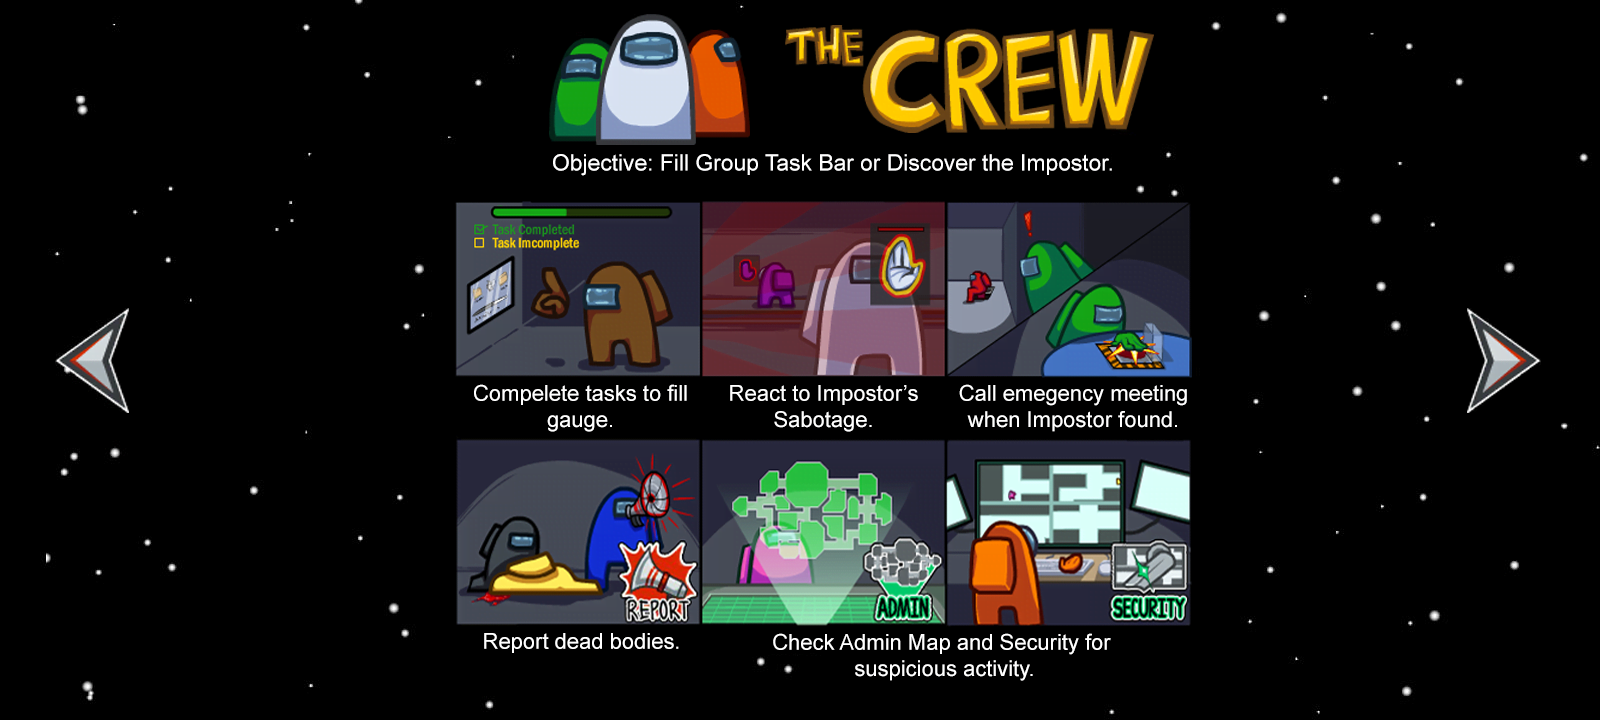 THE CREW
Objective: Fill Group Task Bar or Discover the Impostor.
Task Completed
Task Imcomplete
Compelete tasks to fill
gauge.
React to Impostor's
Sabotage.
Call emegency meeting
when Impostor found.
REPORT
ADMIN
SECURITY
Report dead bodies.
Check Admin Map and Security for
suspicious activity.